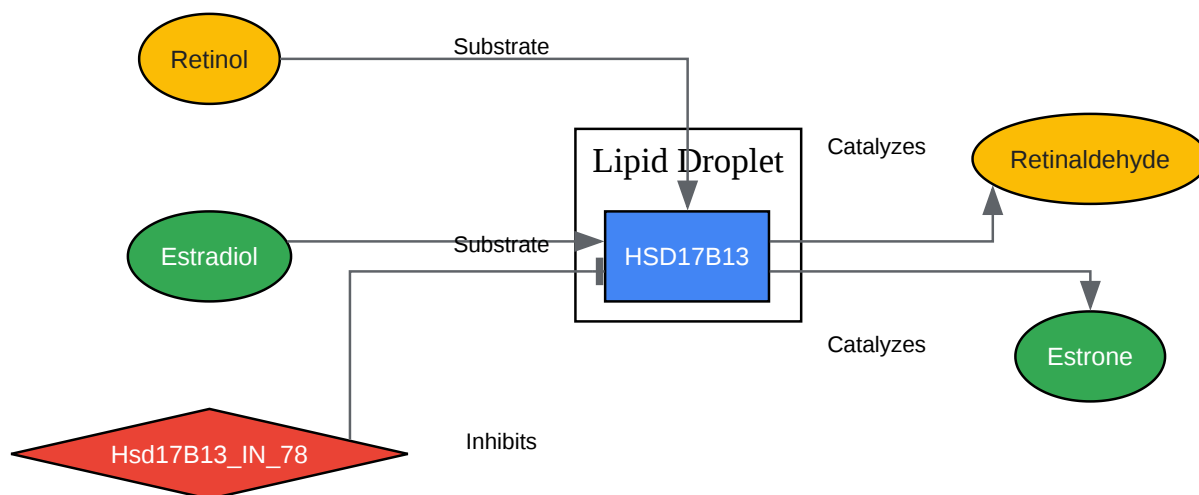 Retinol
Substrate
Catalyzes
Retinaldehyde
Lipid Droplet
Estradiol
Substrate
HSD17B13
Catalyzes
Estrone
Hsd17B13_IN_78
Inhibits